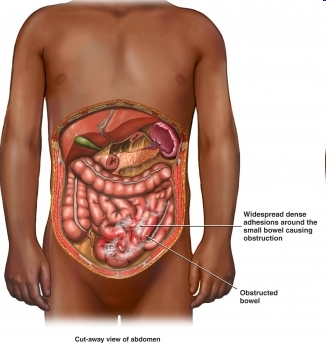 Widespread dense
adhesions around the
small bowel causing
obstruction
Obstructed
bowel
Cut-away view of abdomen